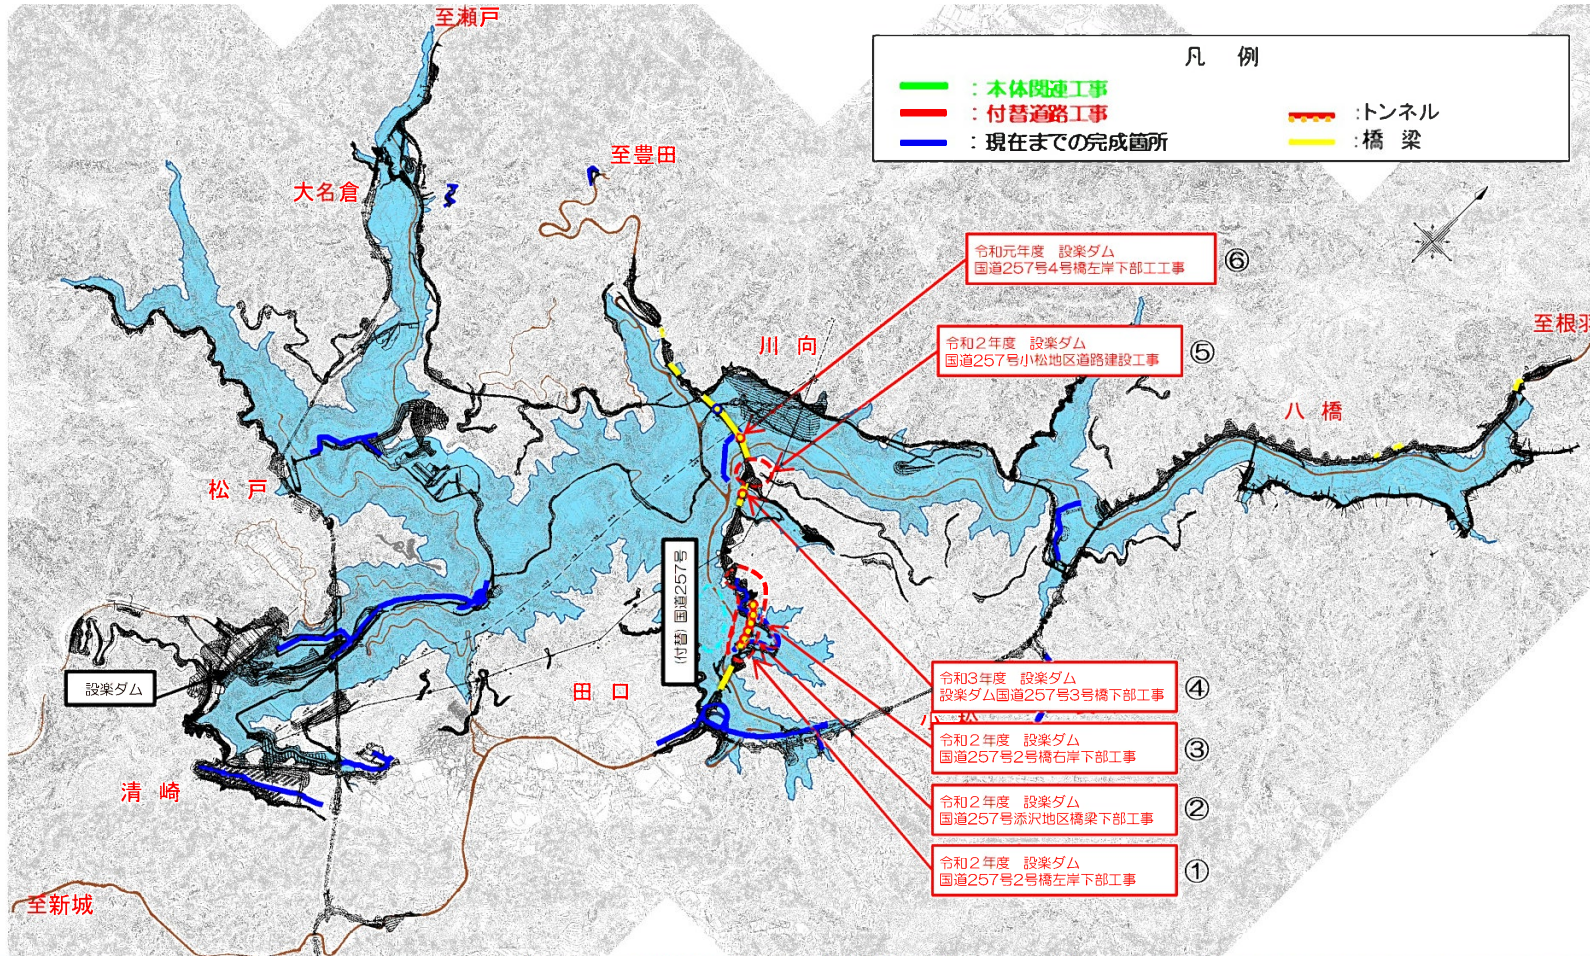 至瀬戸
凡 例
：本体関連工事
：付替道路工事
：現在までの完成箇所
：トンネル
：橋 梁
至豊田
大名倉
令和元年度 設楽ダム
国道257号4号橋左岸下部工工事
⑥
至根羽
川 向
令和2年度 設楽ダム
国道257号小松地区道路建設工事
⑤
八 橋
松 戸
(付替) 国道257号
設楽ダム
田 口
令和3年度 設楽ダム
設楽ダム国道257号3号橋下部工事
④
小 松
令和2年度 設楽ダム
国道257号2号橋右岸下部工事
③
清 崎
令和2年度 設楽ダム
国道257号添沢地区橋梁下部工事
②
令和2年度 設楽ダム
国道257号2号橋左岸下部工事
①
至新城